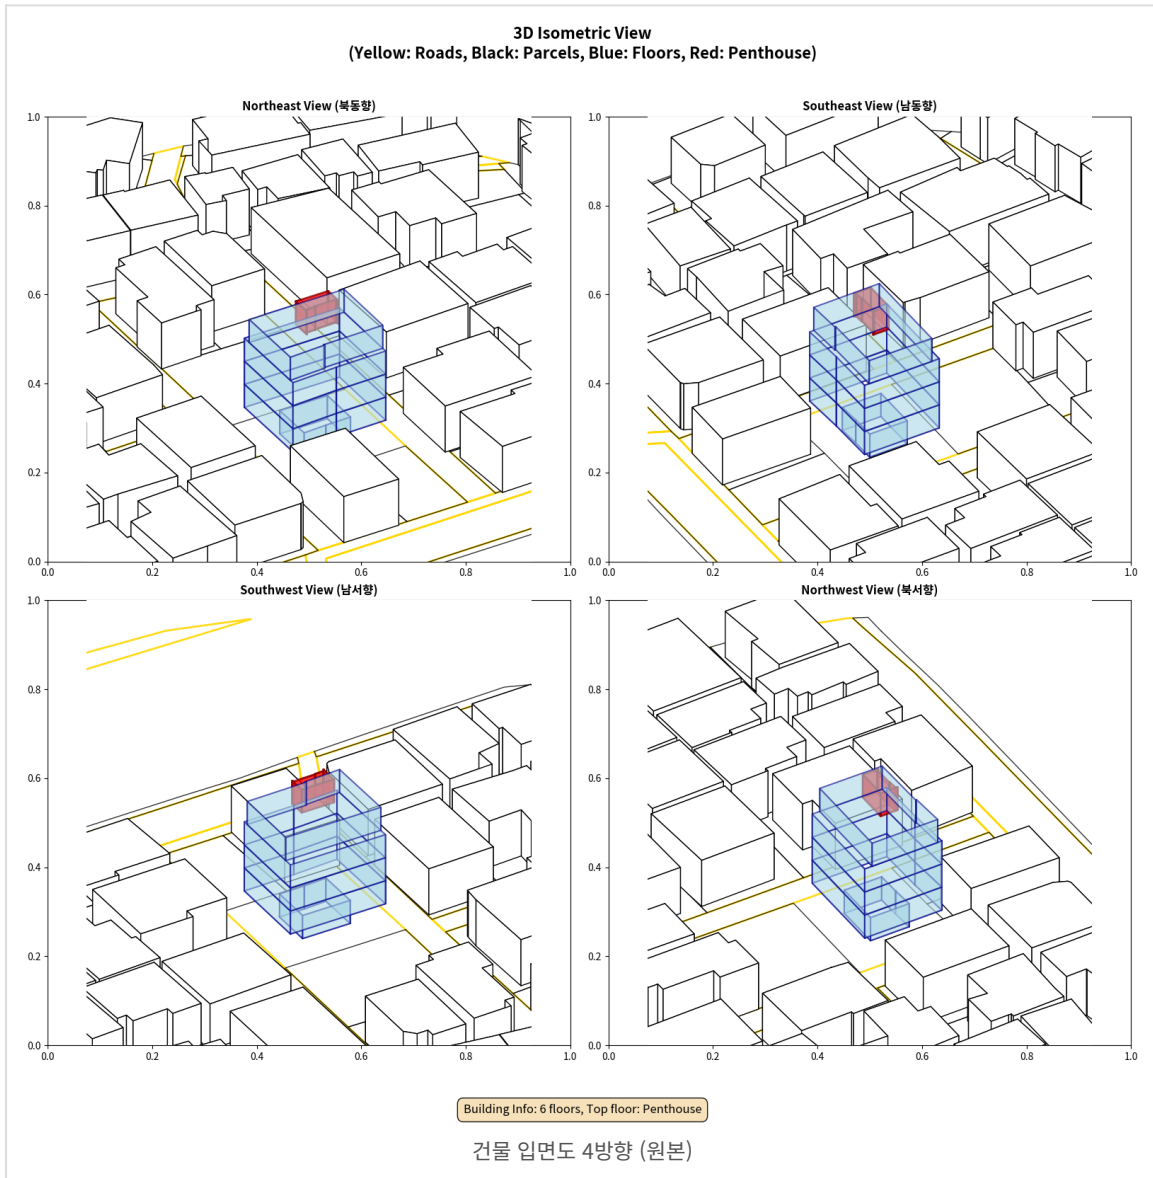 3D Isometric View
(Yellow: Roads, Black: Parcels, Blue: Floors, Red: Penthouse)
Northeast View (북동향)
1.0
0.8
0.6
0.4
0.2
0.0
0.0 0.2 0.4 0.6 0.8 1.0
Southeast View (남동향)
1.0
0.8
0.6
0.4
0.2
0.0
0.0 0.2 0.4 0.6 0.8 1.0
Southwest View (남서향)
1.0
0.8
0.6
0.4
0.2
0.0
0.0 0.2 0.4 0.6 0.8 1.0
Northwest View (북서향)
1.0
0.8
0.6
0.4
0.2
0.0
0.0 0.2 0.4 0.6 0.8 1.0
Building Info: 6 floors, Top floor: Penthouse
건물 입면도 4방향 (원본)